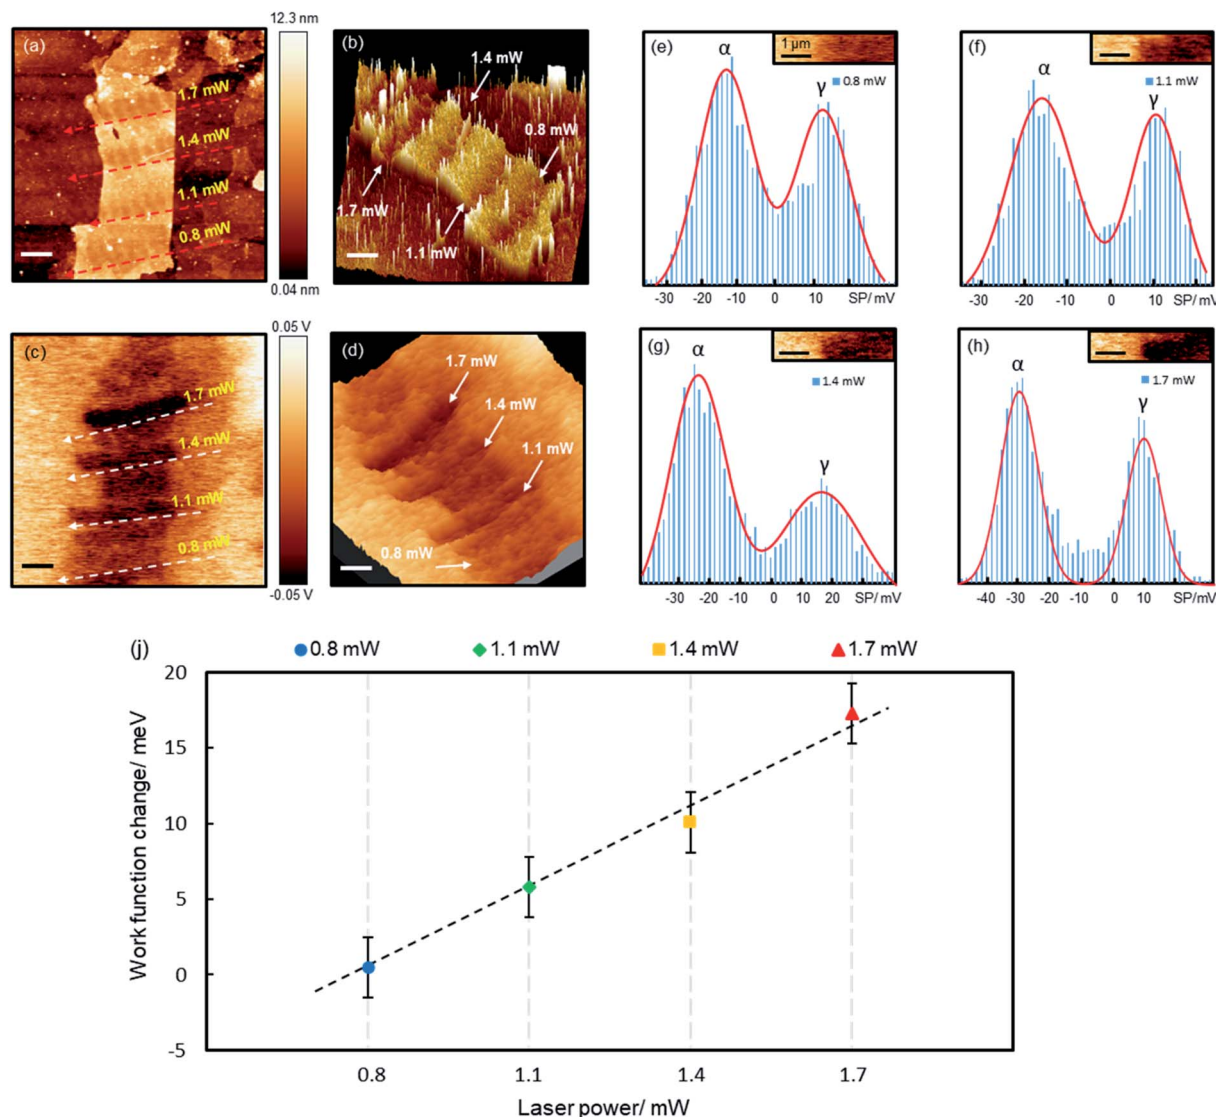 12.3 nm
(a)
1.7 mW
1.4 mW
1.1 mW
0.8 mW
0.04 nm
(b)
1.4 mW
0.8 mW
1.7 mW
1.1 mW
(e)
α
1 µm
0.8 mW
γ
-30 -20 -10 0 10 SP/ mV
(f)
α
1.1 mW
γ
-30 -20 -10 0 10 SP/ mV
0.05 V
(c)
1.7 mW
1.4 mW
1.1 mW
0.8 mW
-0.05 V
(d)
1.7 mW
1.4 mW
1.1 mW
0.8 mW
(g)
α
1.4 mW
γ
-30 -20 -10 0 10 20 SP/ mV
(h)
α
1.7 mW
γ
-40 -30 -20 -10 0 10 SP/mV
(j)
0.8 mW 1.1 mW 1.4 mW 1.7 mW
Work function change/ meV
20
15
10
5
0
-5
0.8 1.1 1.4 1.7
Laser power/ mW